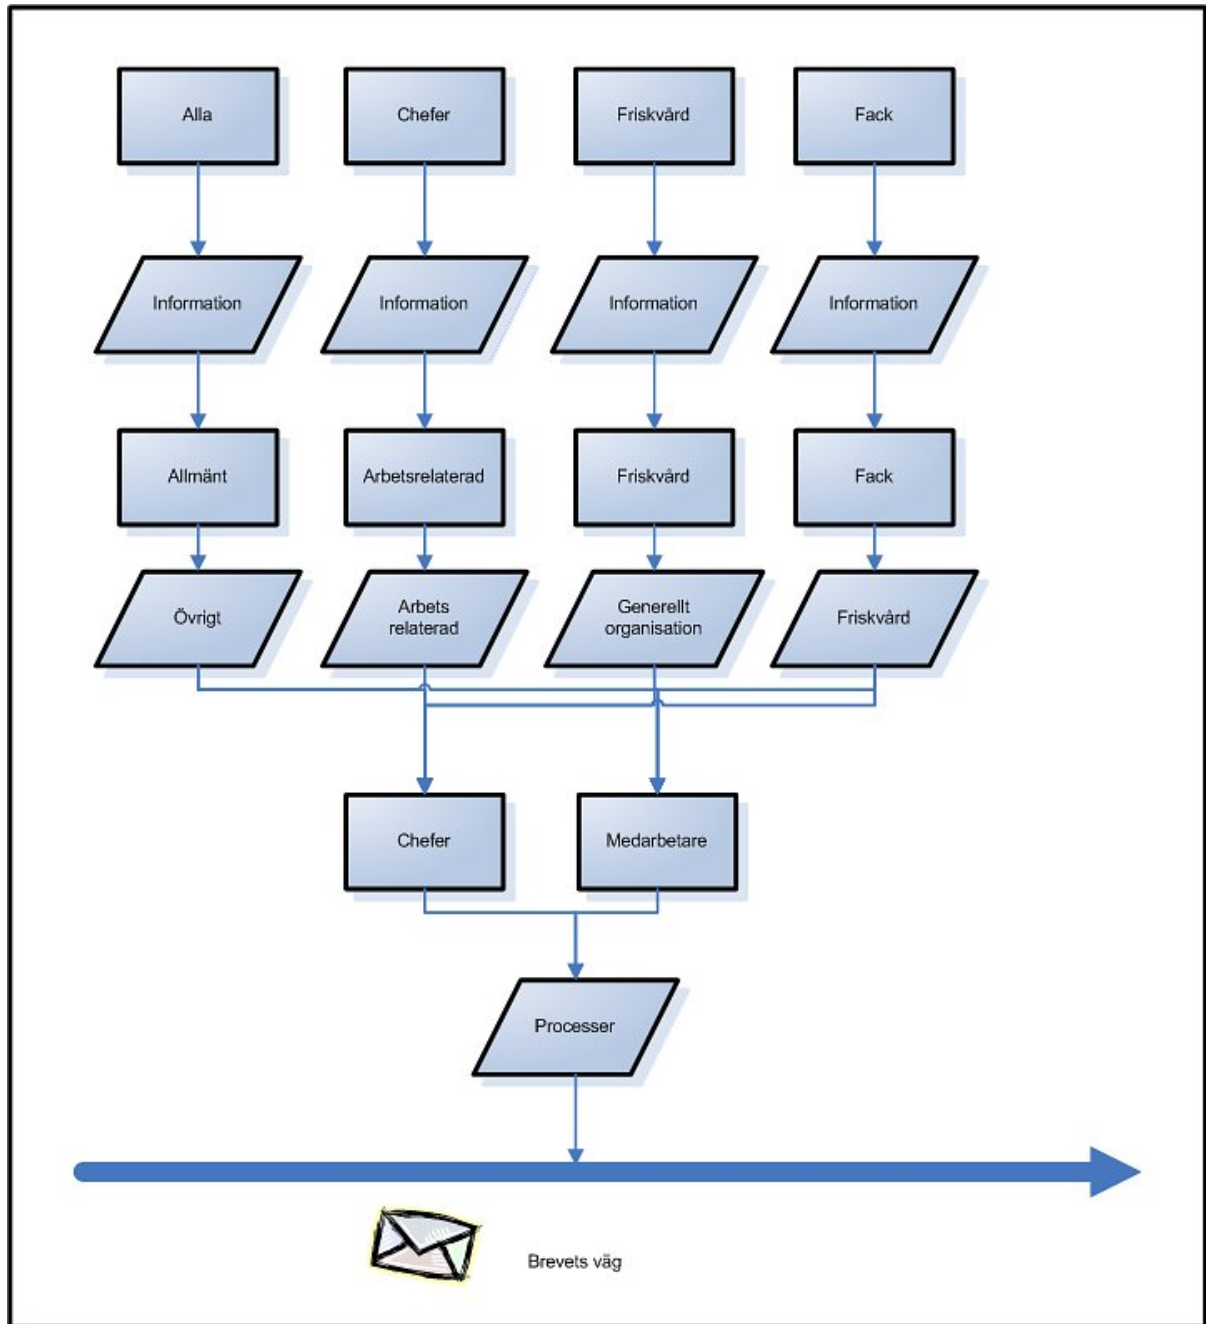 Alla
Chefer
Friskvård
Fack
Information
Information
Information
Information
Allmänt
Arbetsrelaterad
Friskvård
Fack
Övrigt
Arbets
relaterad
Generellt
organisation
Friskvård
Chefer
Medarbetare
Processer
Brevets väg